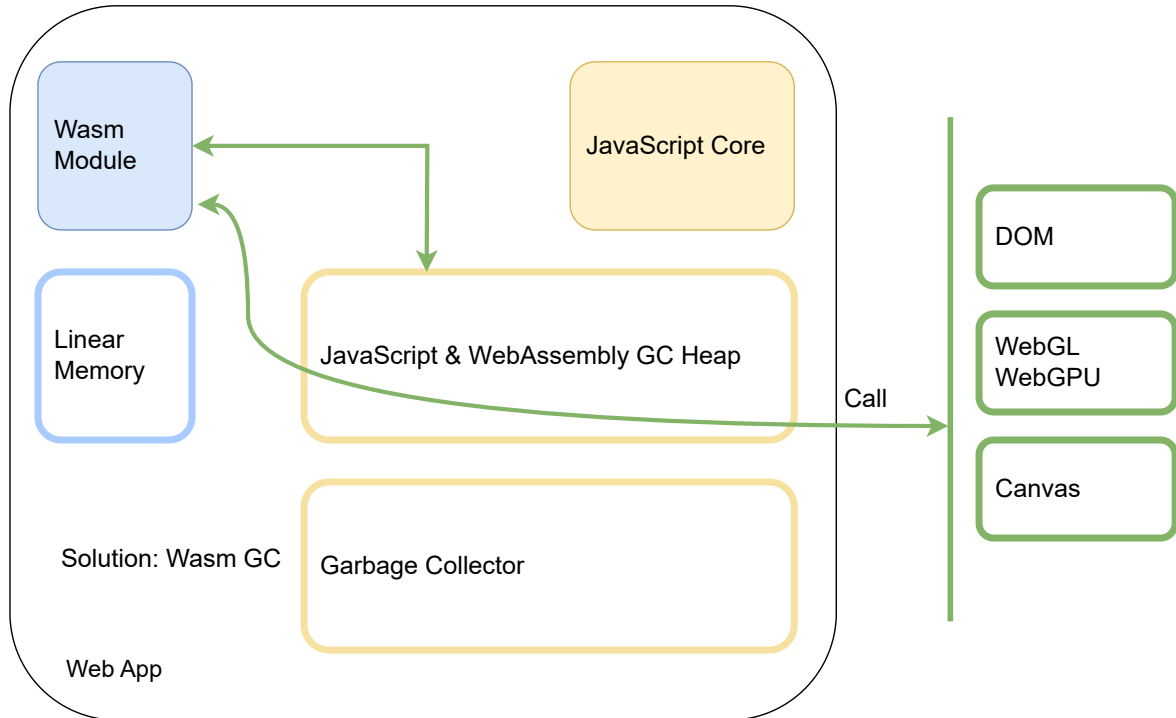 Wasm
Module
JavaScript Core
DOM
Linear
Memory
JavaScript & WebAssembly GC Heap
WebGL
WebGPU
Call
Canvas
Solution: Wasm GC
Garbage Collector
Web App